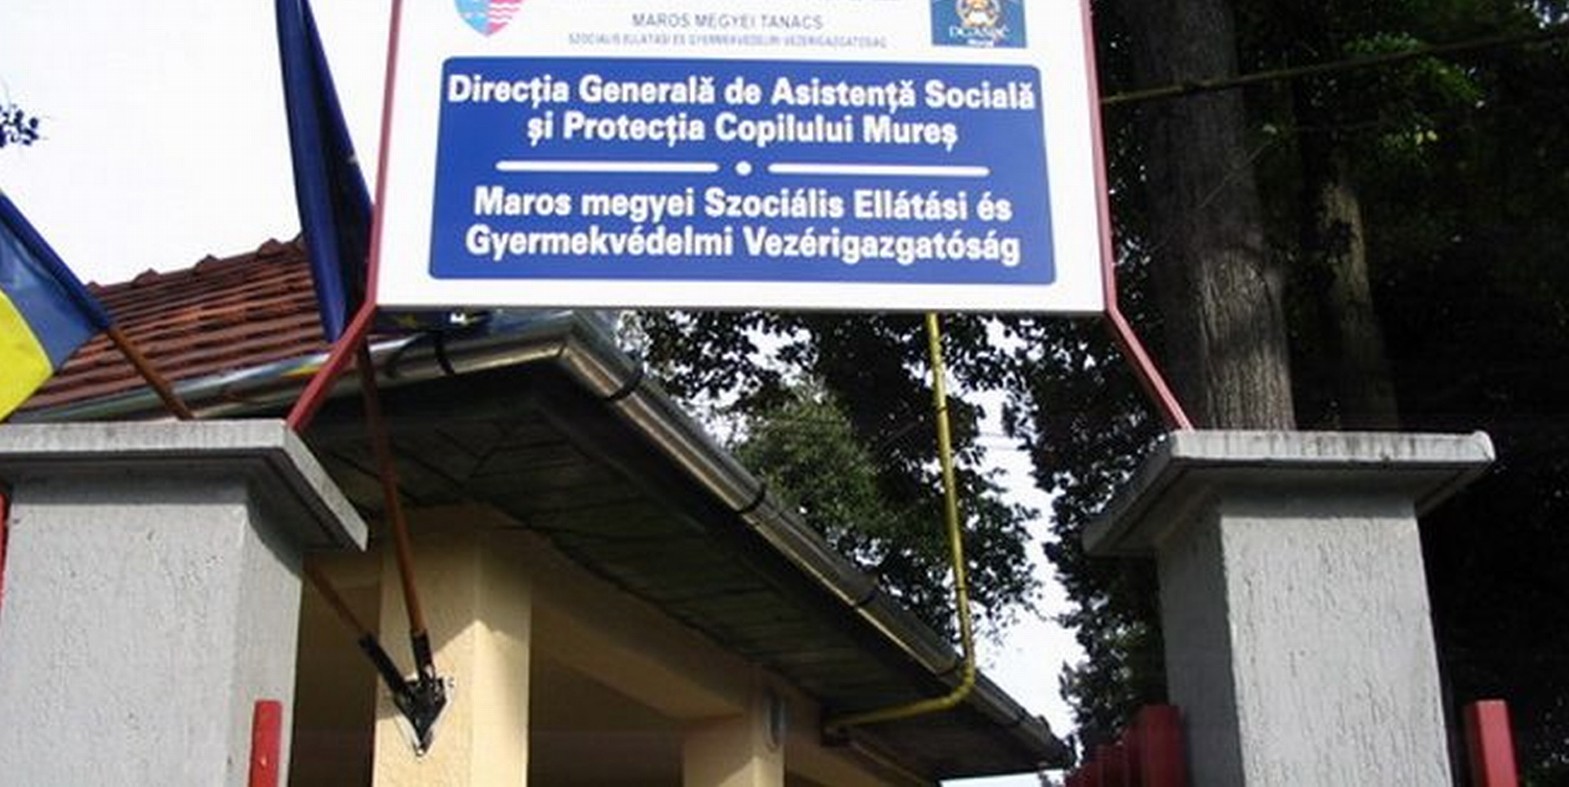 MAROS MEGYEI TANÁCS
SZOCIÁLIS ELLÁTÁSI ÉS GYERMEKVÉDELMI VEZÉRIGAZGATÓSÁG
Direcția Generală de Asistență Socială
și Protecția Copilului Mureș
Maros megyei Szociális Ellátási és
Gyermekvédelmi Vezérigazgatóság